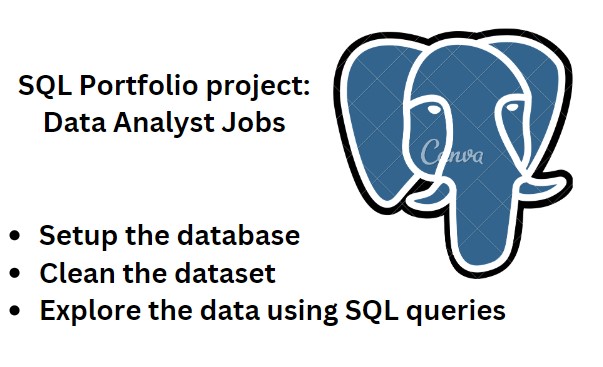 SQL Portfolio project:
Data Analyst Jobs
Canva
• Setup the database
• Clean the dataset
• Explore the data using SQL queries